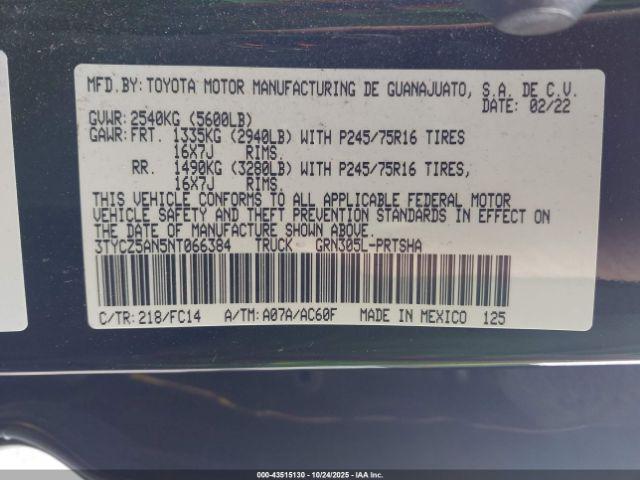 MFD.BY: TOYOTA MOTOR MANUFACTURING DE GUANAJUATO, S.A. DE C.V.
DATE: 02/22
GVWR: 2540KG (5600LB)
GAWR: FRT. 1335KG (2940LB) WITH P245/75R16 TIRES
16X7J RIMS.
RR. 1490KG (3280LB) WITH P245/75R16 TIRES,
16X7J RIMS.
THIS VEHICLE CONFORMS TO ALL APPLICABLE FEDERAL MOTOR
VEHICLE SAFETY AND THEFT PREVENTION STANDARDS IN EFFECT ON
THE DATE OF MANUFACTURE SHOWN ABOVE.
3TYCZ5AN5NT066384 TRUCK GRN305L-PRTSHA
C/TR: 218/FC14 A/TM: A07A/AC60F MADE IN MEXICO 125
000-43515130 - 10/24/2025 - IAAI.COM